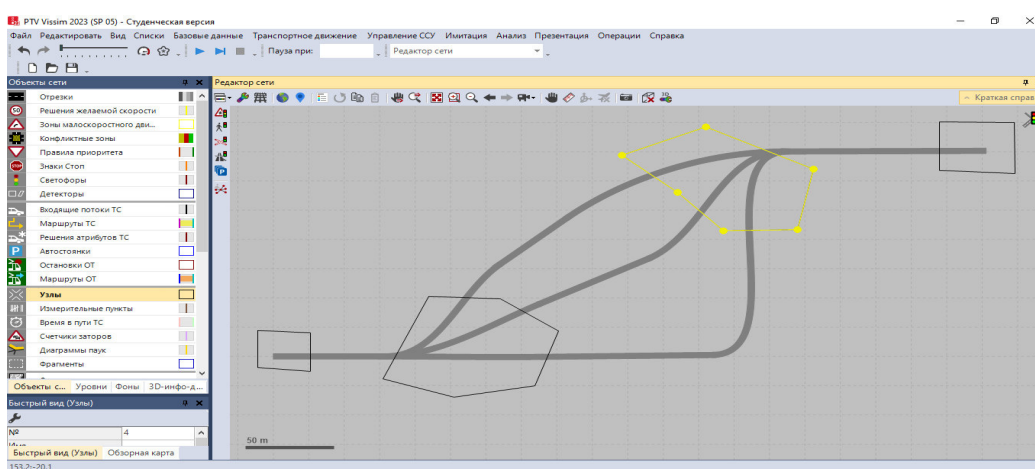 PTV Vissim 2023 (SP 05) - Студенческая версия
Файл Редактировать Вид Списки Базовые данные Транспортное движение Управление ССУ Имитация Анализ Презентация Операции Справка
Пауза при: Редактор сети
Объекты сети
Редактор сети
Отрезки
Краткая справ
Решения желаемой скорости
Зоны малоскоростного дви...
Конфликтные зоны
Правила приоритета
Знаки Стоп
Светофоры
Детекторы
Входящие потоки ТС
Маршруты ТС
Решения атрибутов ТС
Автостоянки
Остановки ОТ
Маршруты ОТ
Узлы
Измерительные пункты
Время в пути ТС
Счетчики заторов
Диаграммы паук
Фрагменты
Объекты с... Уровни Фоны 3D-инфо-д...
Быстрый вид (Узлы)
№ 4
50 m
Быстрый вид (Узлы) Обзорная карта
153.2:-20.1